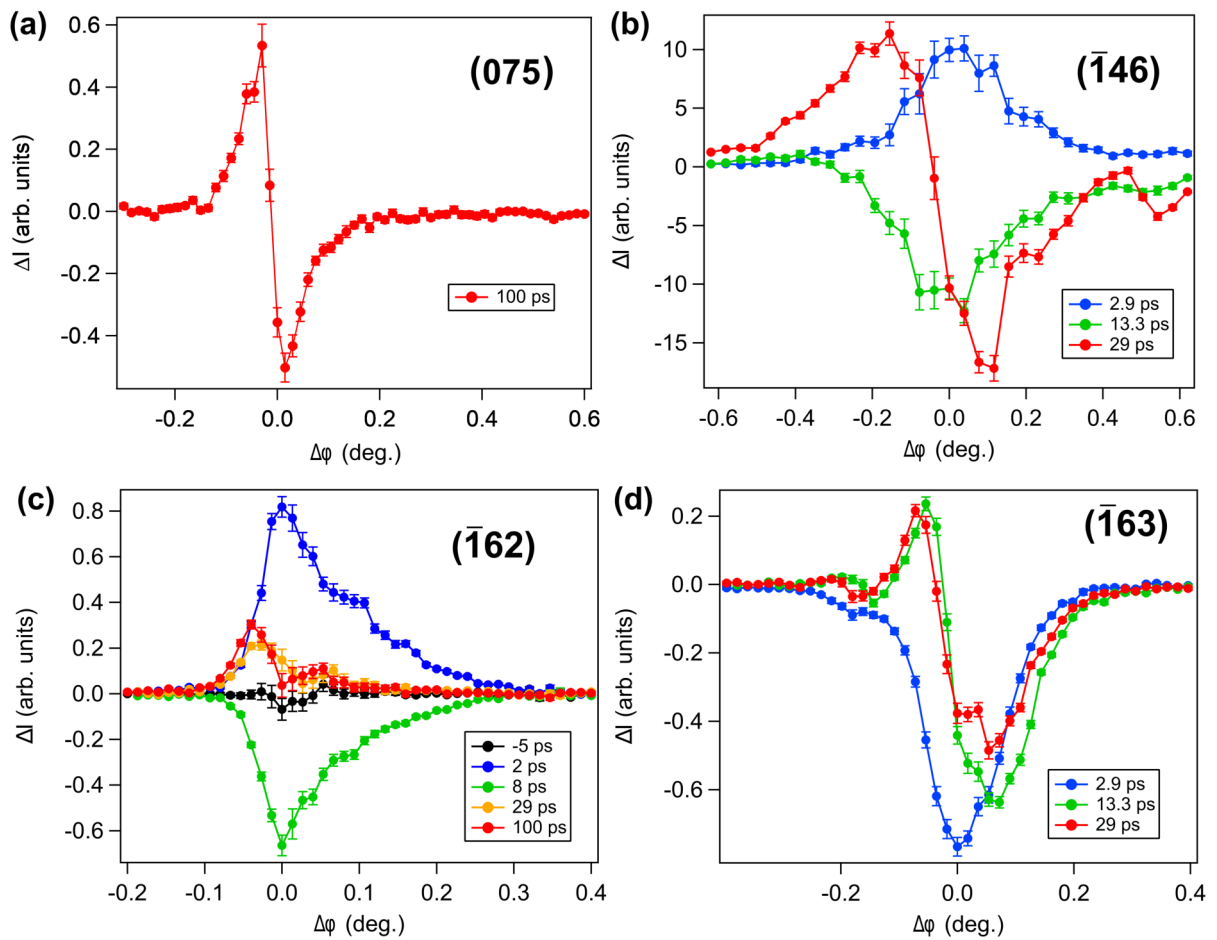 (a)
(075)
ΔI (arb. units)
0.6
0.4
0.2
0.0
-0.2
-0.4
100 ps
-0.2 0.0 0.2 0.4 0.6
Δφ (deg.)
(b)
(1̅46)
ΔI (arb. units)
10
5
0
-5
-10
-15
2.9 ps
13.3 ps
29 ps
-0.6 -0.4 -0.2 0.0 0.2 0.4 0.6
Δφ (deg.)
(c)
(1̅62)
ΔI (arb. units)
0.8
0.6
0.4
0.2
0.0
-0.2
-0.4
-0.6
-5 ps
2 ps
8 ps
29 ps
100 ps
-0.2 -0.1 0.0 0.1 0.2 0.3 0.4
Δφ (deg.)
(d)
(1̅63)
ΔI (arb. units)
0.2
0.0
-0.2
-0.4
-0.6
2.9 ps
13.3 ps
29 ps
-0.2 0.0 0.2 0.4
Δφ (deg.)